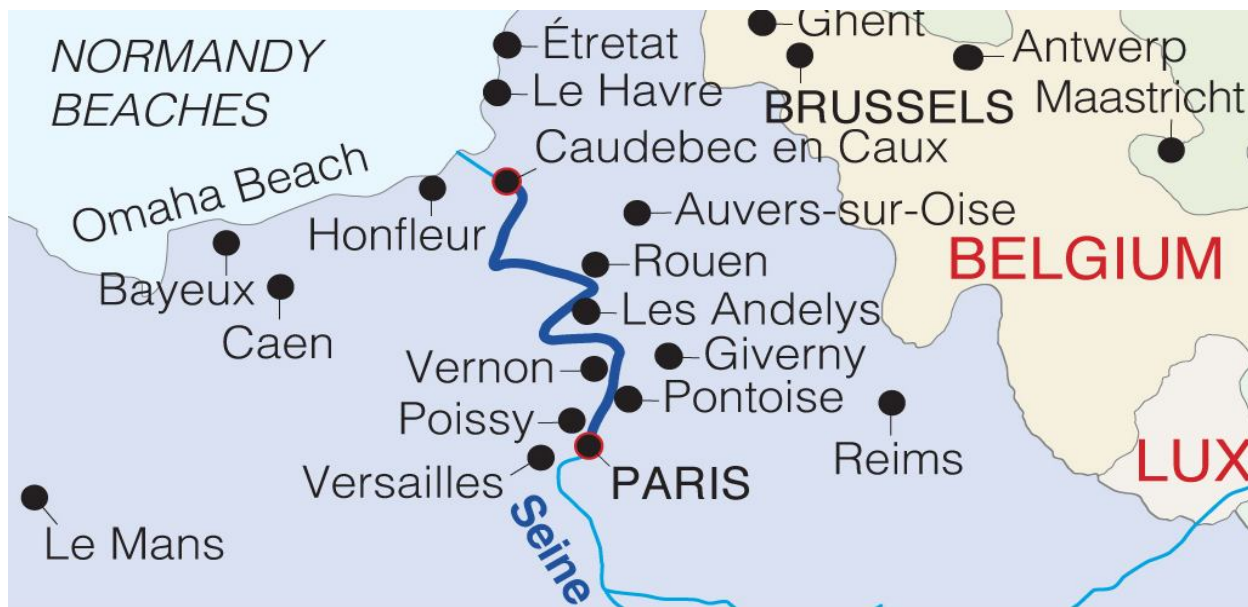 NORMANDY
BEACHES
Étretat
Ghent
Antwerp
Le Havre
BRUSSELS
Maastricht
Caudebec en Caux
Omaha Beach
Honfleur
Auvers-sur-Oise
BELGIUM
Rouen
Bayeux
Caen
Les Andelys
Vernon
Giverny
Pontoise
Poissy
Reims
Versailles
PARIS
LUX
Seine
Le Mans